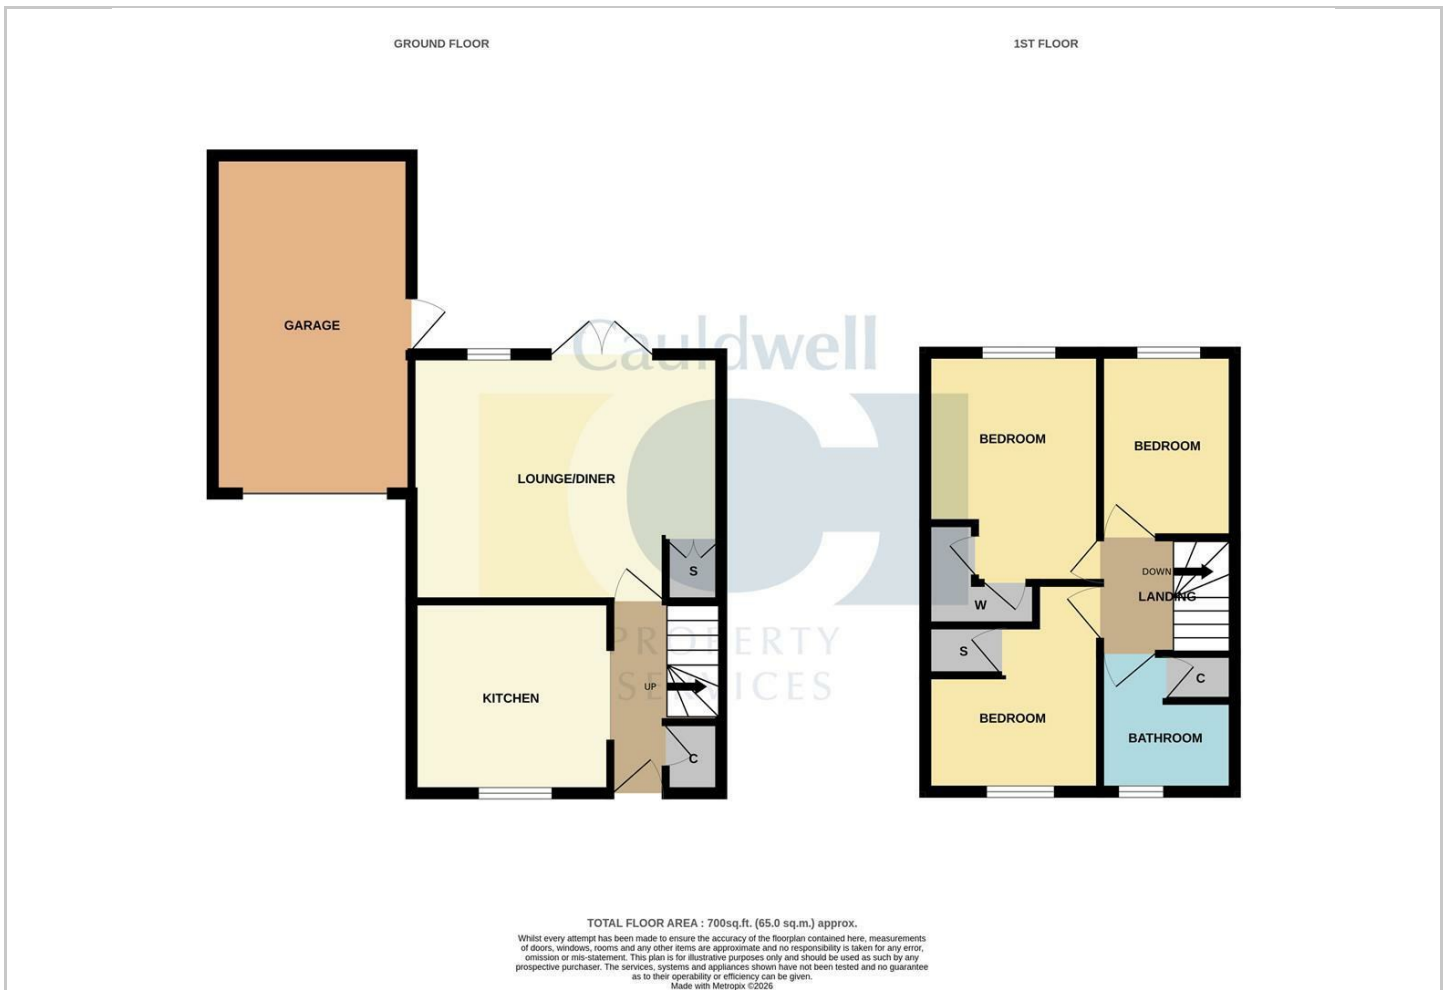 GROUND FLOOR
1ST FLOOR
GARAGE
Cauldwell
LOUNGE/DINER
S
KITCHEN
UP
C
BEDROOM
BEDROOM
DOWN
LANDING
W
S
BEDROOM
C
BATHROOM
PROPERTY
SERVICES
TOTAL FLOOR AREA : 700sq.ft. (65.0 sq.m.) approx.
Whilst every attempt has been made to ensure the accuracy of the floorplan contained here, measurements
of doors, windows, rooms and any other items are approximate and no responsibility is taken for any error,
omission or mis-statement. This plan is for illustrative purposes only and should be used as such by any
prospective purchaser. The services, systems and appliances shown have not been tested and no guarantee
as to their operability or efficiency can be given.
Made with Metropix ©2026